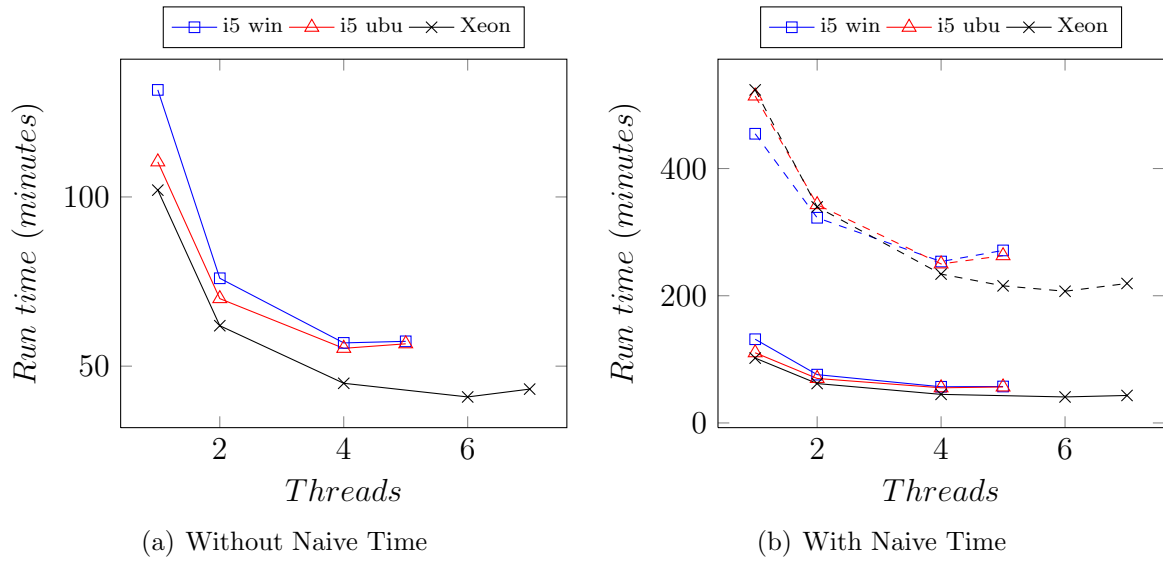 i5 win i5 ubu Xeon
100
50
2 4 6
Run time (minutes)
Threads
(a) Without Naive Time
i5 win i5 ubu Xeon
400
200
0
2 4 6
Run time (minutes)
Threads
(b) With Naive Time